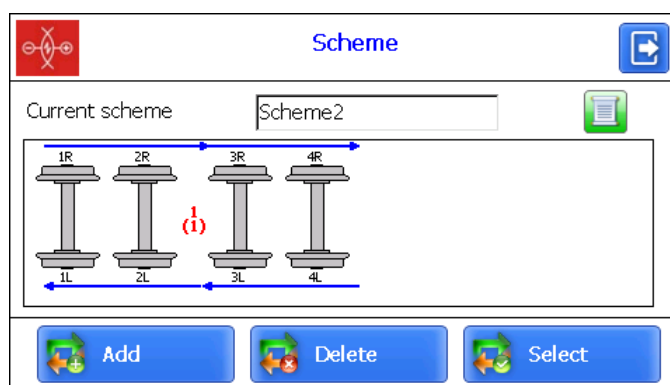 Scheme
Current scheme Scheme2
1R 2R 3R 4R
1
(1)
1L 2L 3L 4L
Add Delete Select